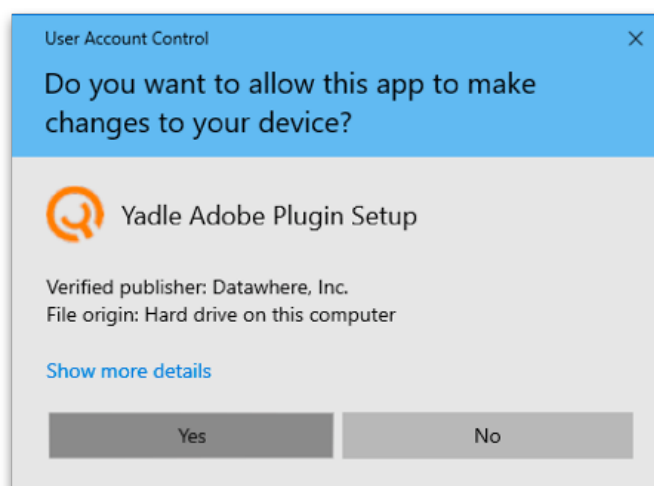 User Account Control
Do you want to allow this app to make
changes to your device?
Yadle Adobe Plugin Setup
Verified publisher: Datawhere, Inc.
File origin: Hard drive on this computer
Show more details
Yes
No